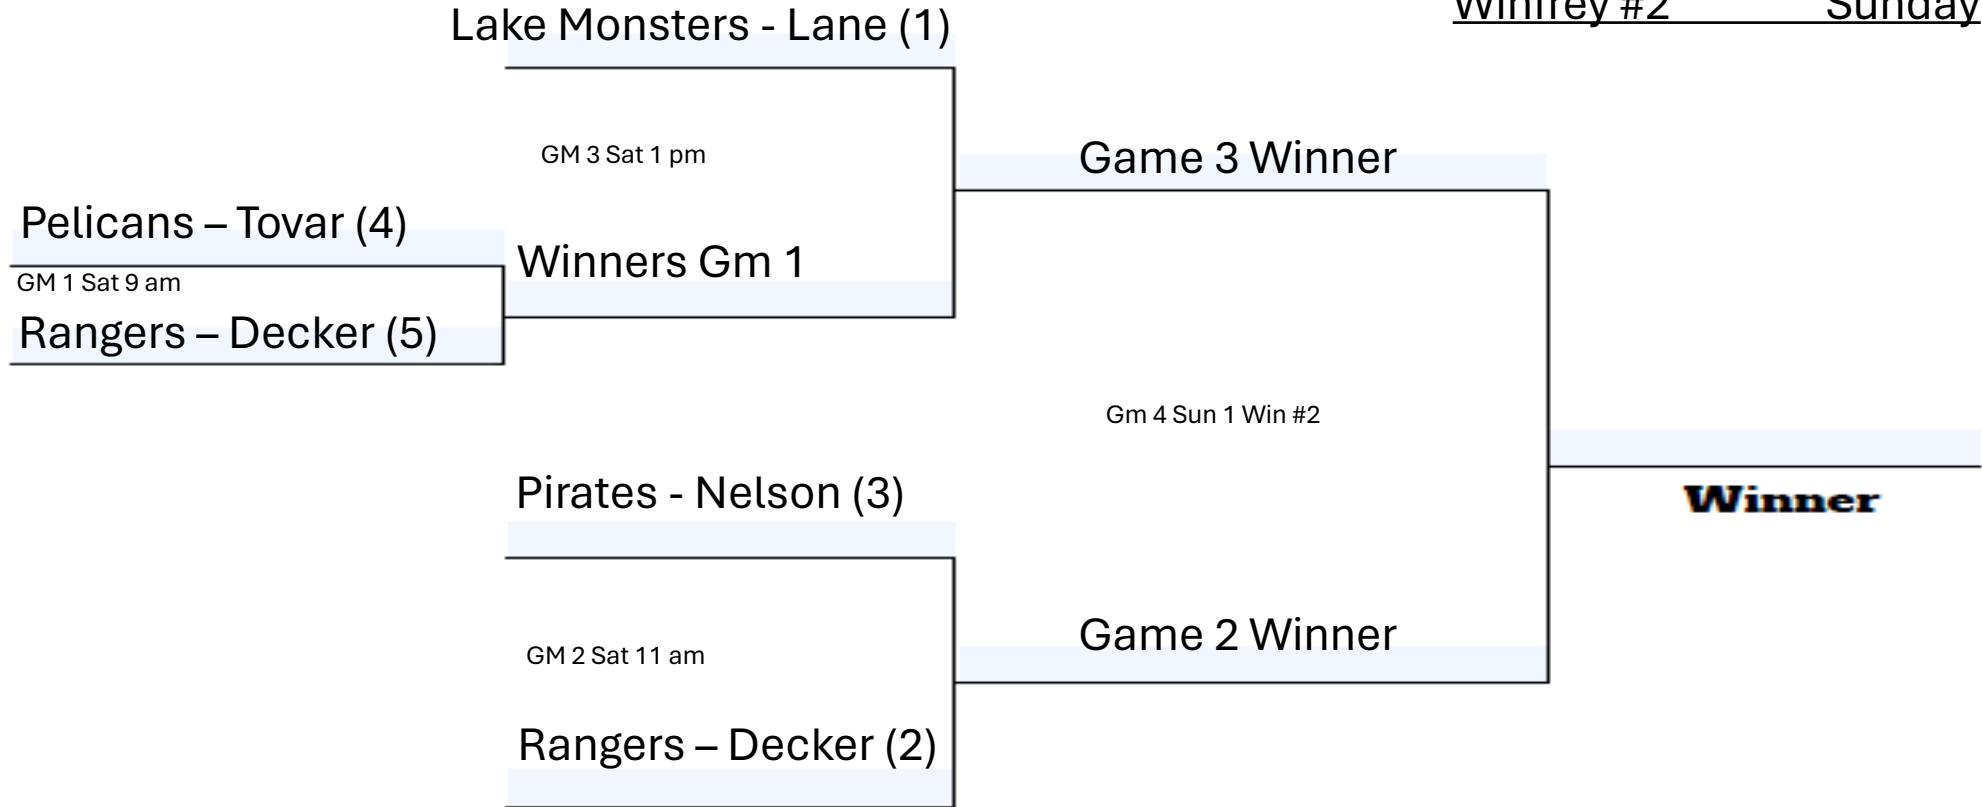 Winfrey #2 Sunday
Lake Monsters - Lane (1)
GM 3 Sat 1 pm
Game 3 Winner
Pelicans – Tovar (4)
Winners Gm 1
GM 1 Sat 9 am
Rangers – Decker (5)
Gm 4 Sun 1 Win #2
Pirates - Nelson (3)
Winner
Game 2 Winner
GM 2 Sat 11 am
Rangers – Decker (2)